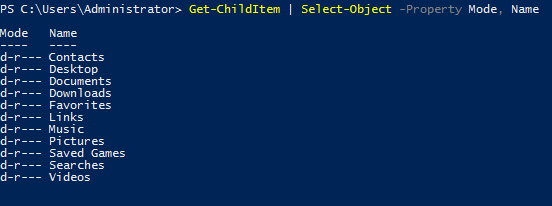 PS C:\Users\Administrator> Get-ChildItem | Select-Object -Property Mode, Name
Mode   Name
----   ----
d-r--- Contacts
d-r--- Desktop
d-r--- Documents
d-r--- Downloads
d-r--- Favorites
d-r--- Links
d-r--- Music
d-r--- Pictures
d-r--- Saved Games
d-r--- Searches
d-r--- Videos